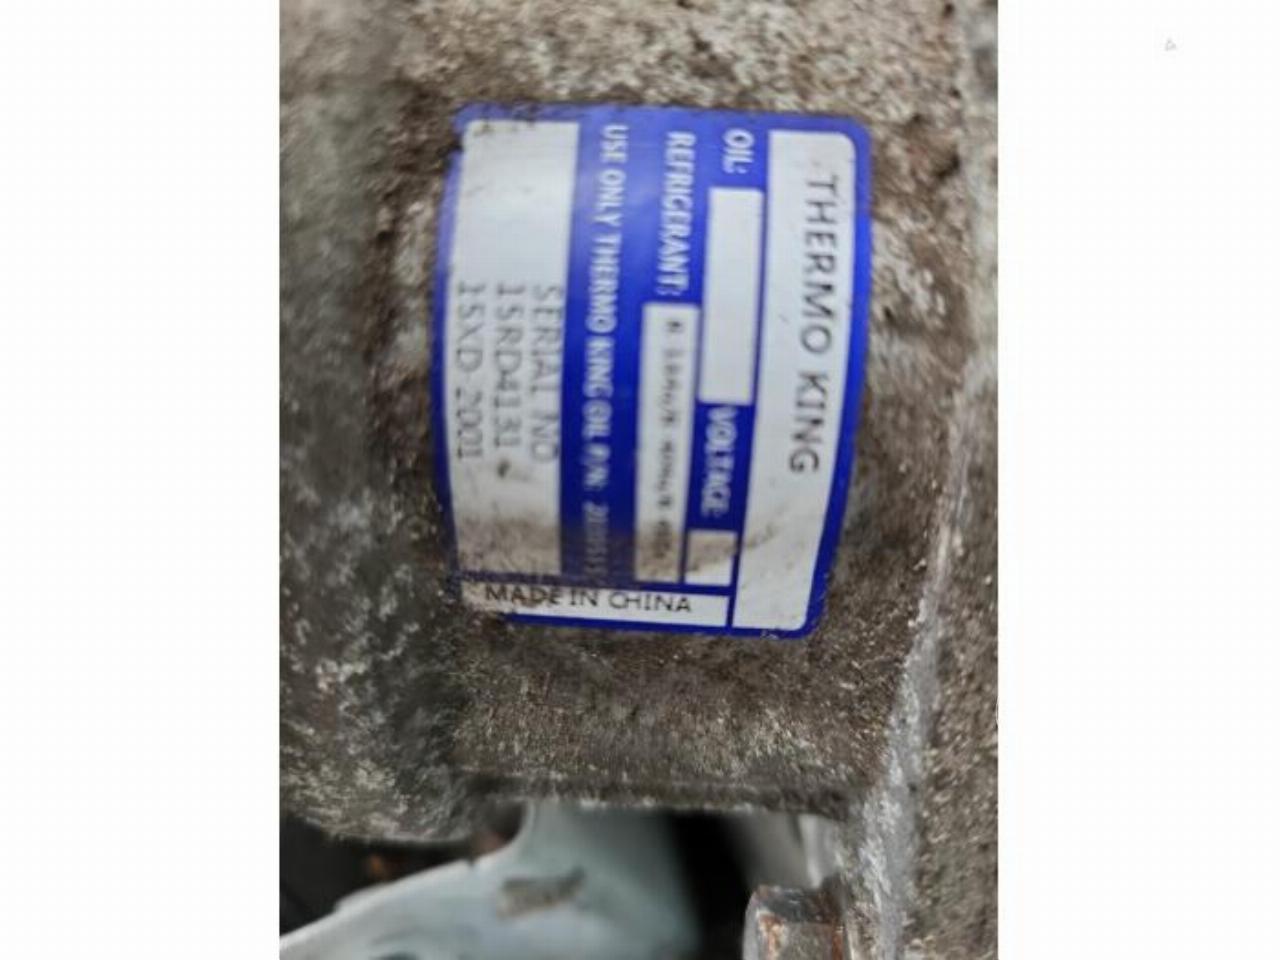 THERMO KING
OIL:
VOLTAGE:
REFRIGERANT:
USE ONLY THERMO KING OIL P/N:
SERIAL NO
15RD4131
15XD-2001
MADE IN CHINA